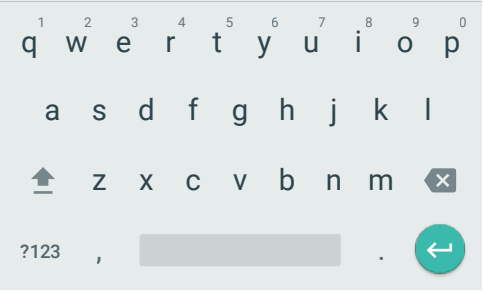 1 2 3 4 5 6 7 8 9 0
q w e r t y u i o p
a s d f g h j k l
z x c v b n m
?123 , .